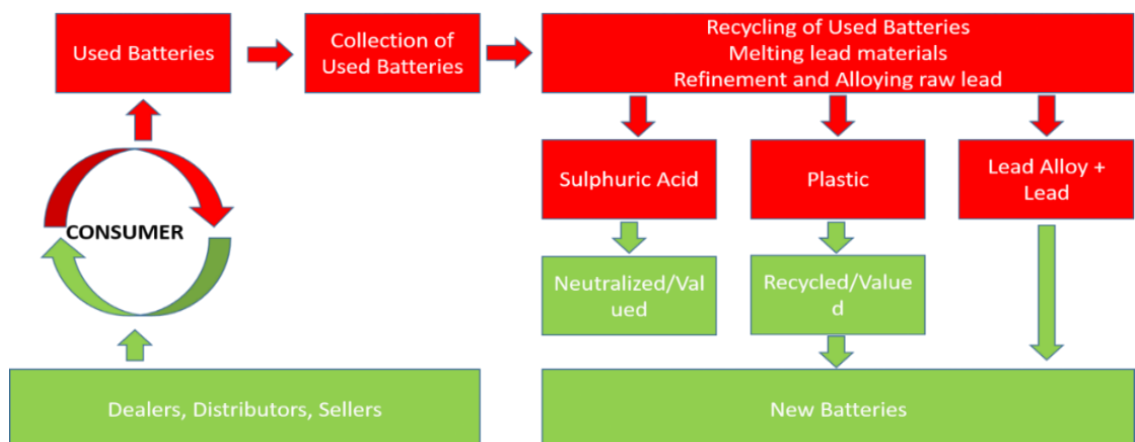 Used Batteries
Collection of
Used Batteries
Recycling of Used Batteries
Melting lead materials
Refinement and Alloying raw lead
Sulphuric Acid
Plastic
Lead Alloy +
Lead
CONSUMER
Neutralized/Val
ued
Recycled/Value
d
Dealers, Distributors, Sellers
New Batteries